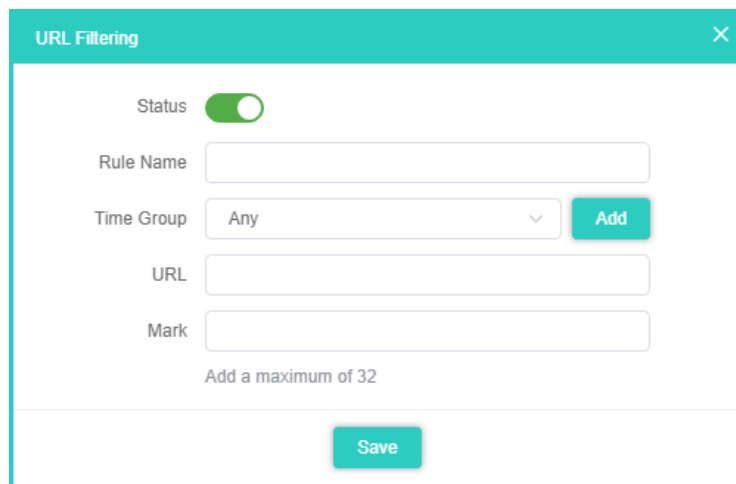 URL Filtering
Status
Rule Name
Time Group Any Add
URL
Mark
Add a maximum of 32
Save